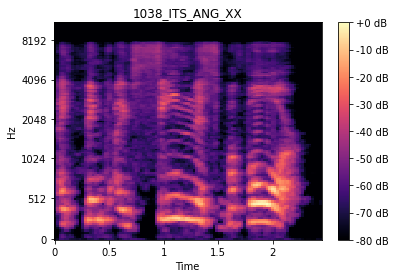 1038_ITS_ANG_XX
+0 dB
8192
-10 dB
4096
-20 dB
-30 dB
2048
Hz
-40 dB
1024
-50 dB
512
-60 dB
-70 dB
0
-80 dB
0 0.5 1 1.5 2
Time